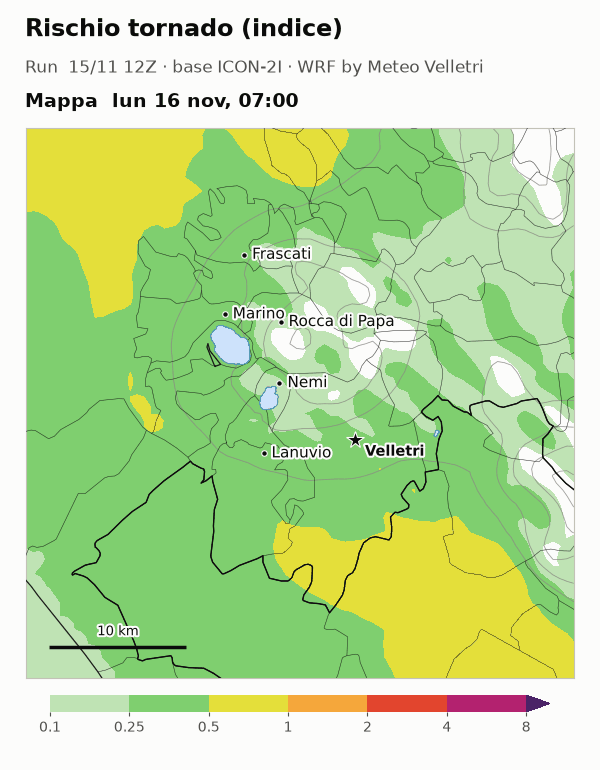 Rischio tornado (indice)
Run  15/11 12Z · base ICON-2I · WRF by Meteo Velletri
Mappa  lun 16 nov, 07:00
Frascati
Marino
Rocca di Papa
Nemi
Velletri
Lanuvio
10 km
0.1 0.25 0.5 1 2 4 8